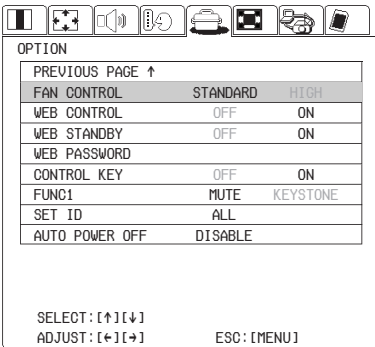 OPTION
PREVIOUS PAGE ↑
FAN CONTROL STANDARD HIGH
WEB CONTROL OFF ON
WEB STANDBY OFF ON
WEB PASSWORD
CONTROL KEY OFF ON
FUNC1 MUTE KEYSTONE
SET ID ALL
AUTO POWER OFF DISABLE
SELECT:[↑][↓]
ADJUST:[←][→] ESC:[MENU]